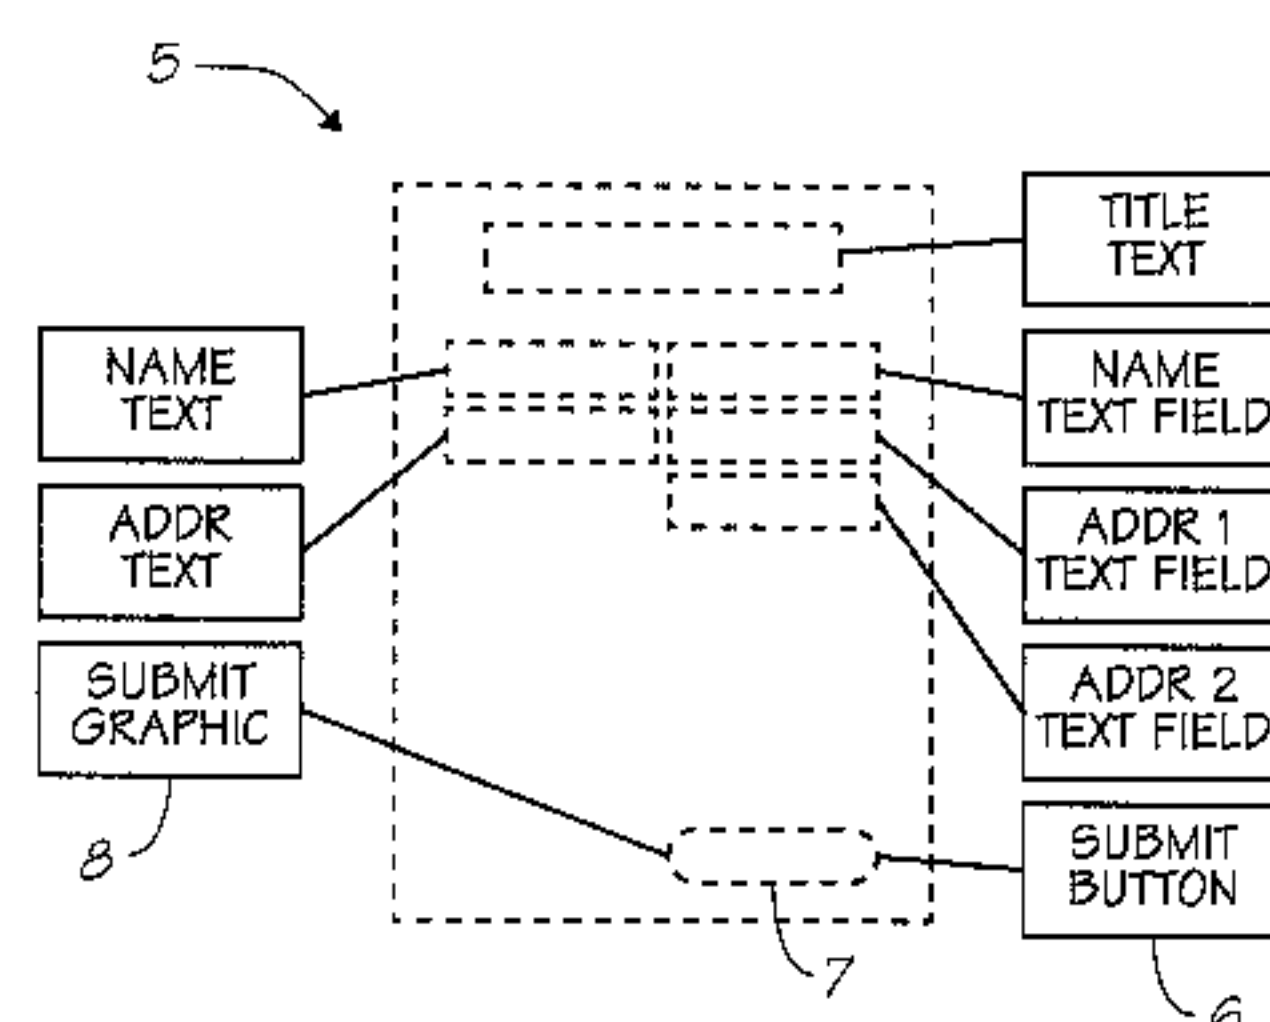 5
TITLE
TEXT
NAME
TEXT
NAME
TEXT FIELD
ADDR
TEXT
ADDR 1
TEXT FIELD
SUBMIT
GRAPHIC
ADDR 2
TEXT FIELD
8
SUBMIT
BUTTON
7
6